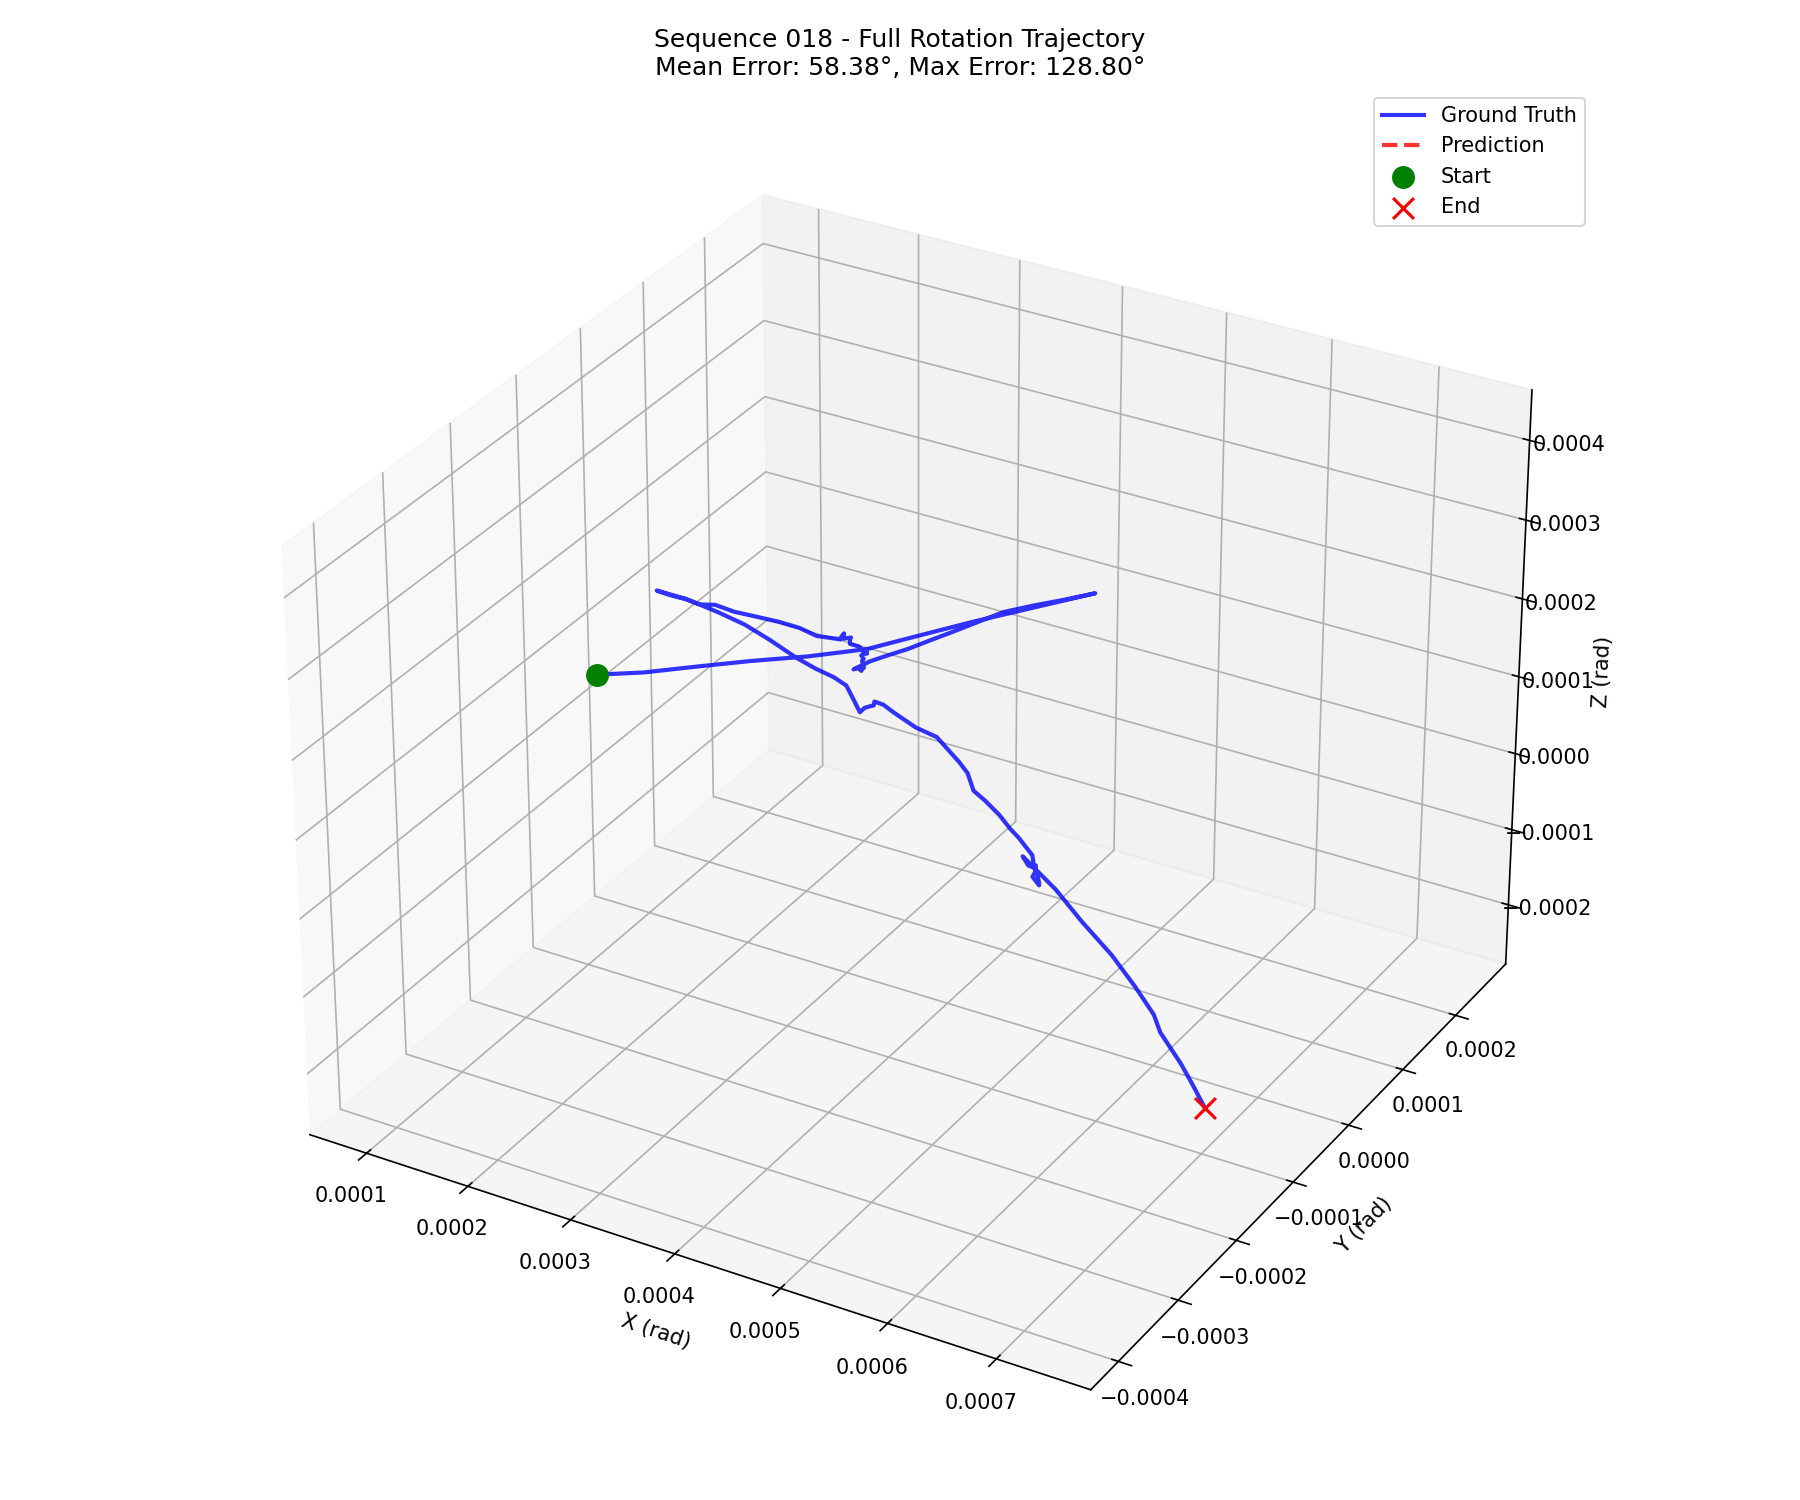 Sequence 018 - Full Rotation Trajectory
Mean Error: 58.38°, Max Error: 128.80°
Ground Truth
Prediction
Start
End
0.0004
0.0003
0.0002
0.0001
0.0000
−0.0001
−0.0002
Z (rad)
0.0002
0.0001
0.0000
−0.0001
−0.0002
−0.0003
−0.0004
Y (rad)
0.0001
0.0002
0.0003
0.0004
0.0005
0.0006
0.0007
X (rad)